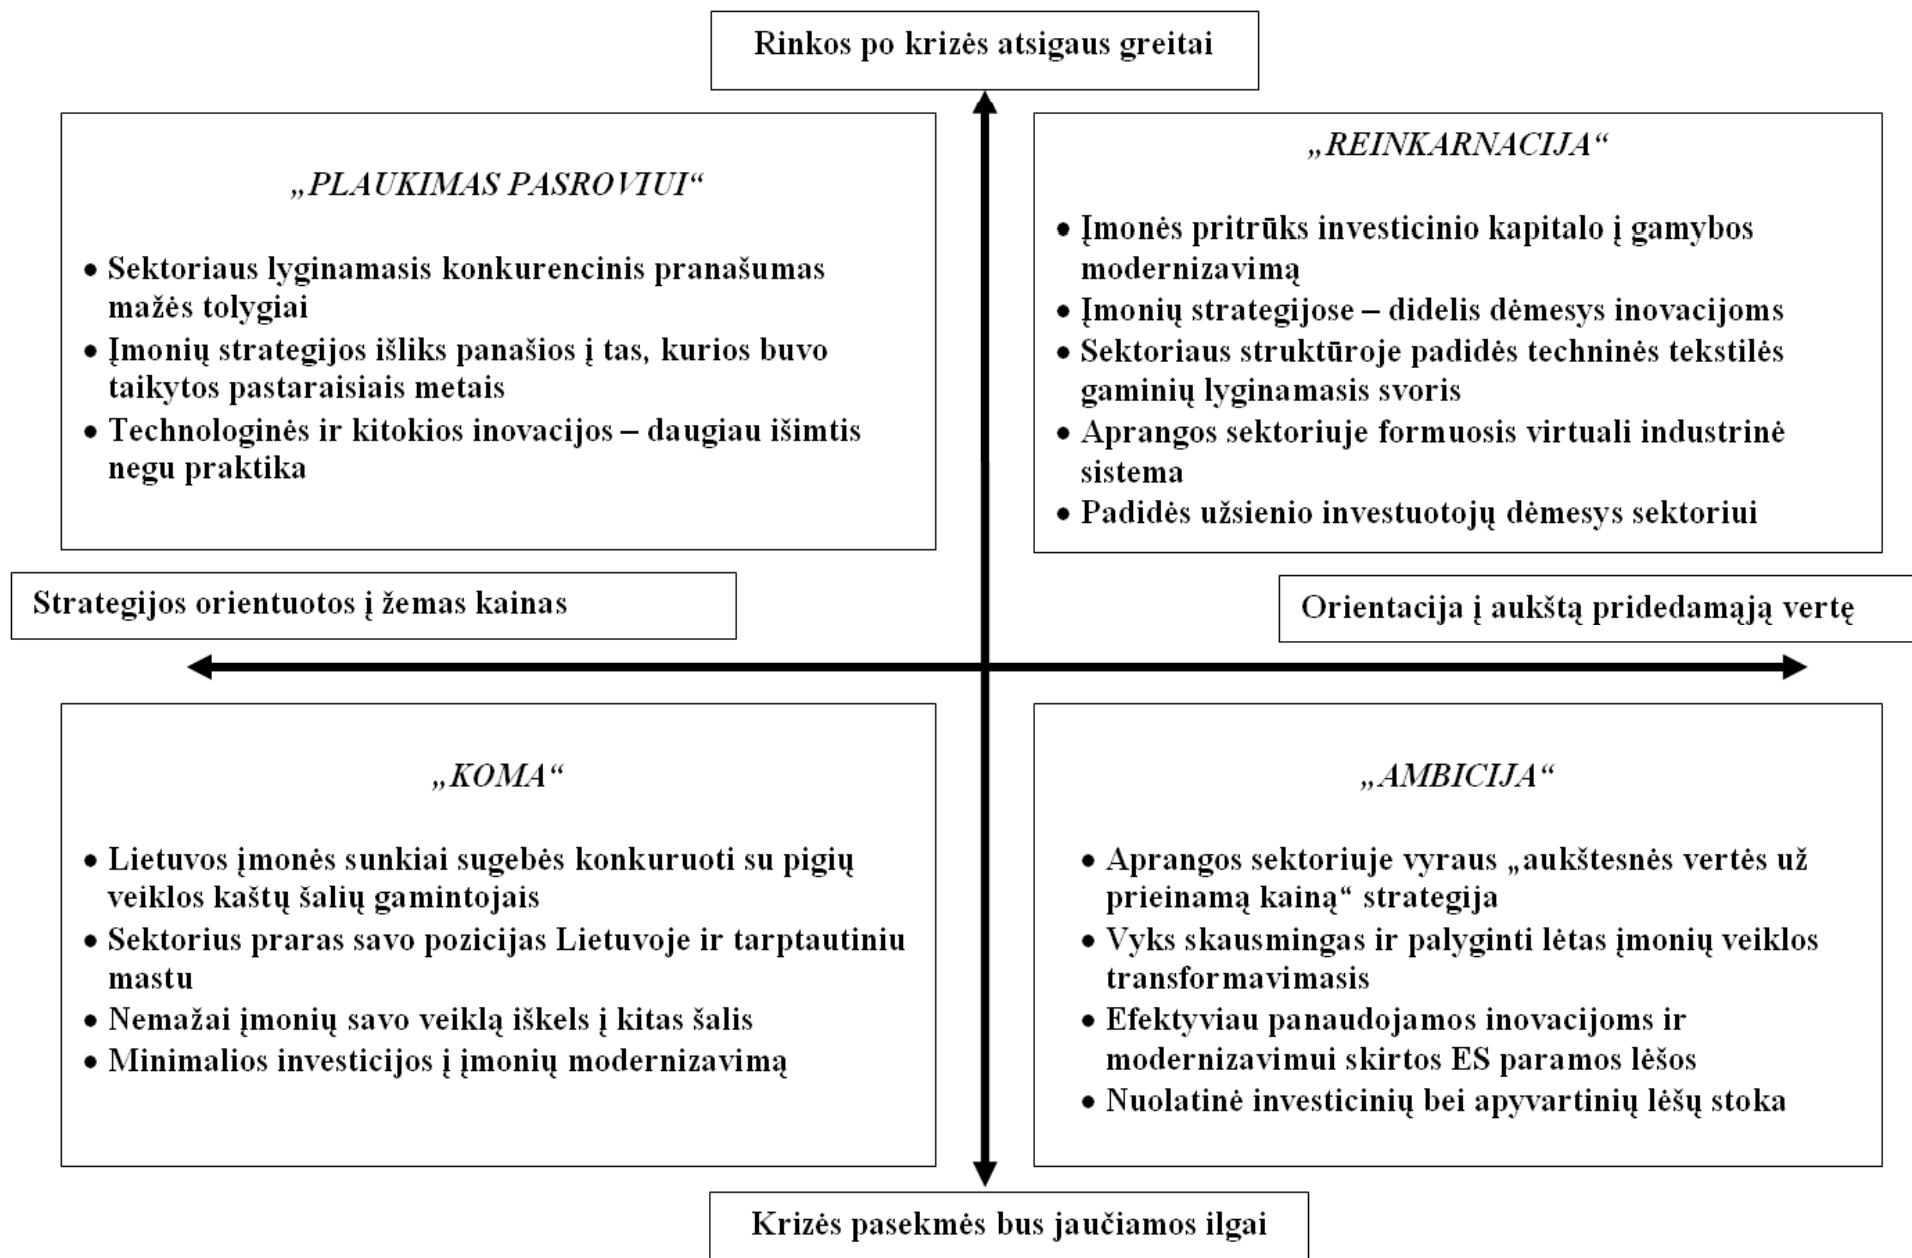 Rinkos po krizės atsigaus greitai
„PLAUKIMAS PASROVIUI“
• Sektoriaus lyginamasis konkurencinis pranašumas
mažės tolygiai
• Įmonių strategijos išliks panašios į tas, kurios buvo
taikytos pastaraisiais metais
• Technologinės ir kitokios inovacijos – daugiau išimtis
negu praktika
„REINKARNACIJA“
• Įmonės pritrūks investicinio kapitalo į gamybos
modernizavimą
• Įmonių strategijose – didelis dėmesys inovacijoms
• Sektoriaus struktūroje padidės techninės tekstilės
gaminių lyginamasis svoris
• Aprangos sektoriuje formuosis virtuali industrinė
sistema
• Padidės užsienio investuotojų dėmesys sektoriui
Strategijos orientuotos į žemas kainas
Orientacija į aukštą pridedamąją vertę
„KOMA“
• Lietuvos įmonės sunkiai sugebės konkuruoti su pigių
veiklos kaštų šalių gamintojais
• Sektorius praras savo pozicijas Lietuvoje ir tarptautiniu
mastu
• Nemažai įmonių savo veiklą iškels į kitas šalis
• Minimalios investicijos į įmonių modernizavimą
„AMBICIJA“
• Aprangos sektoriuje vyraus „aukštesnės vertės už
prieinamą kainą“ strategija
• Vyks skausmingas ir palyginti lėtas įmonių veiklos
transformavimasis
• Efektyviau panaudojamos inovacijoms ir
modernizavimui skirtos ES paramos lėšos
• Nuolatinė investicinių bei apyvartinių lėšų stoka
Krizės pasekmės bus jaučiamos ilgai